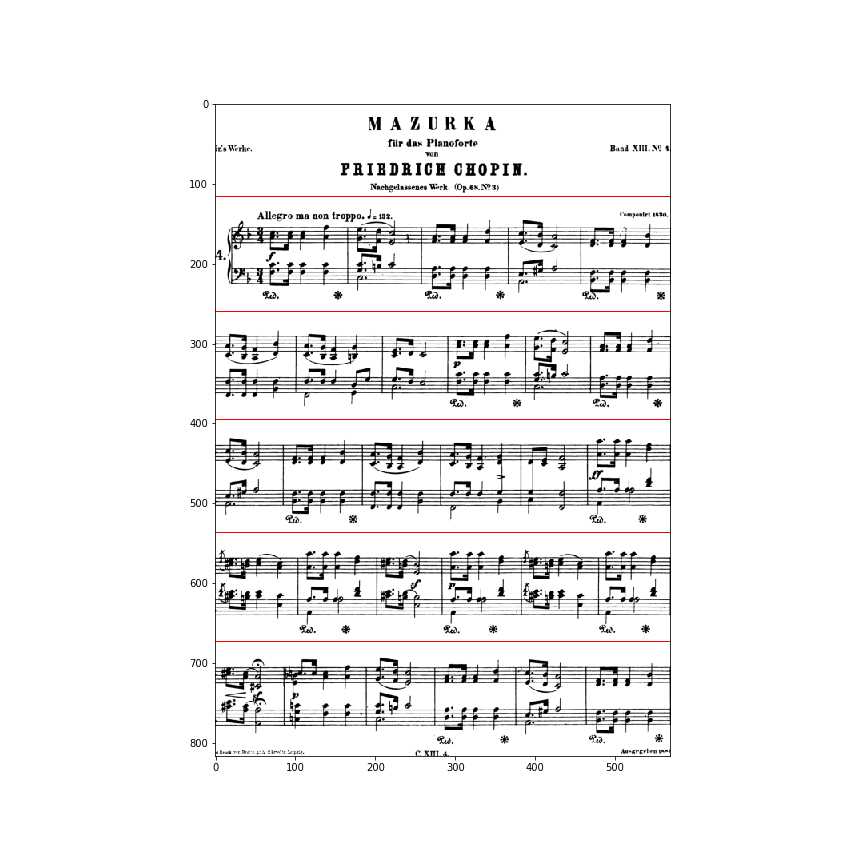 MAZURKA
für das Pianoforte
von
Werke.
Band XIII. Nº 4
FRIEDRICH CHOPIN.
Nachgelassenes Werk. (Op. 68. Nº 3)
Allegro ma non troppo. ♩= 132.
Componirt 1830.
4.
f
Ped. * Ped. * Ped. *
p
Ped. * Ped. *
ff
Ped. * Ped. *
sf p
Ped. * Ped. * Ped. *
sf p
Ped. * Ped. *
C. XIII. 4.
Ausgegeben
0
100
200
300
400
500
600
700
800
0 100 200 300 400 500